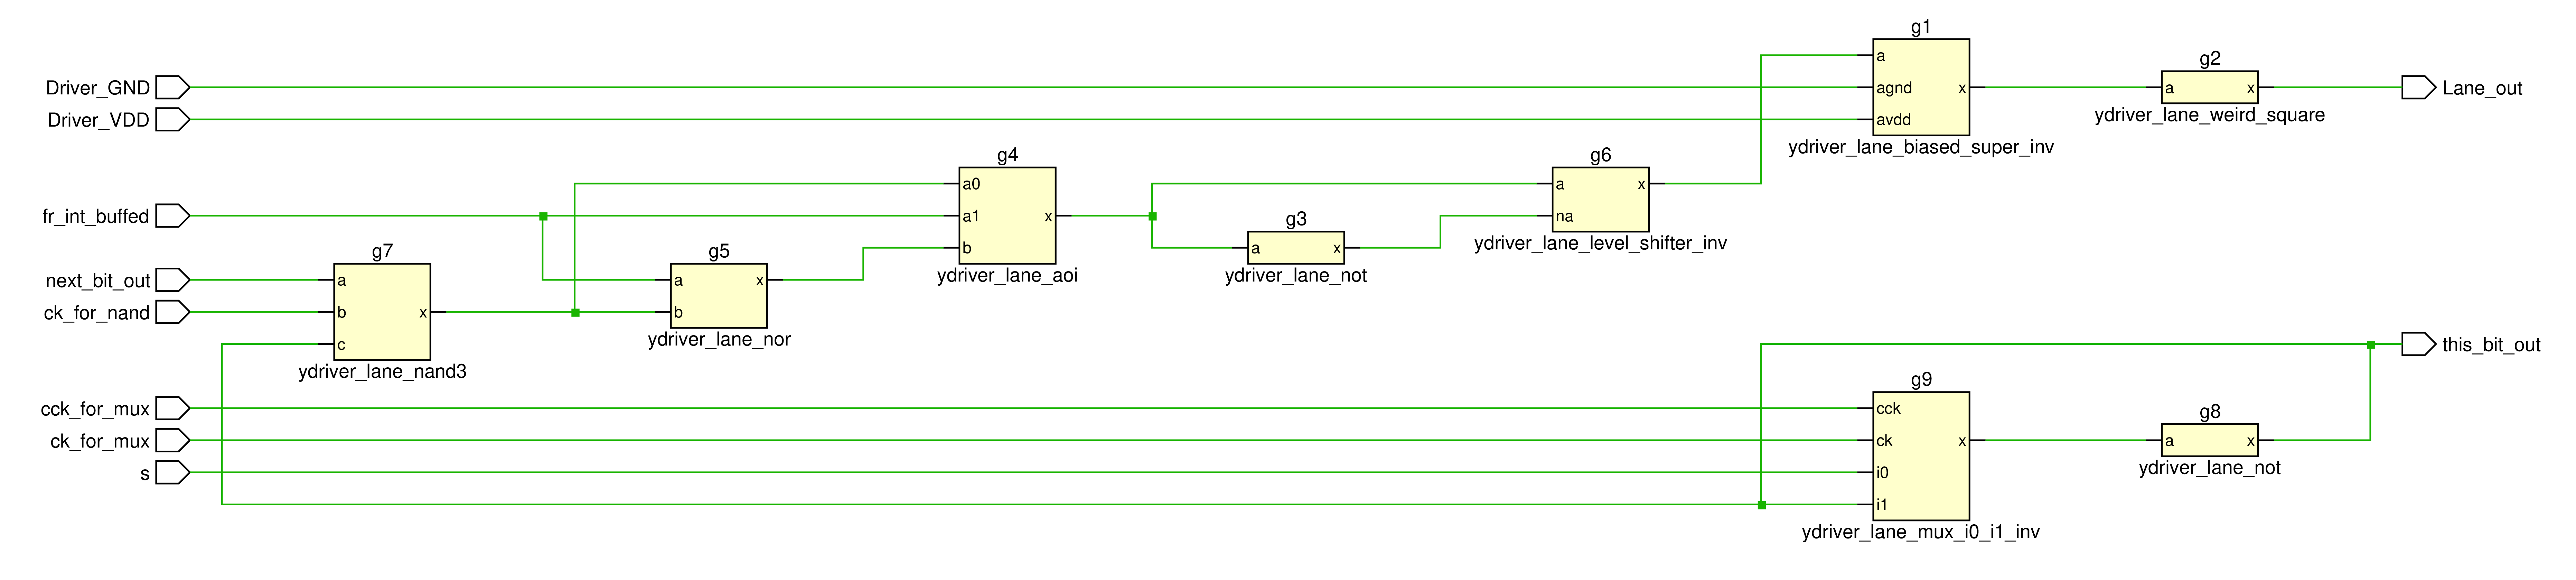 g1
a
agnd
x
avdd
ydriver_lane_biased_super_inv
g2
a
x
ydriver_lane_weird_square
Driver_GND
Driver_VDD
Lane_out
g4
a0
a1
x
b
ydriver_lane_aoi
g6
a
x
na
ydriver_lane_level_shifter_inv
g3
a
x
ydriver_lane_not
fr_int_buffed
next_bit_out
ck_for_nand
g7
a
b
x
c
ydriver_lane_nand3
g5
a
x
b
ydriver_lane_nor
this_bit_out
cck_for_mux
ck_for_mux
s
g9
cck
ck
x
i0
i1
ydriver_lane_mux_i0_i1_inv
g8
a
x
ydriver_lane_not